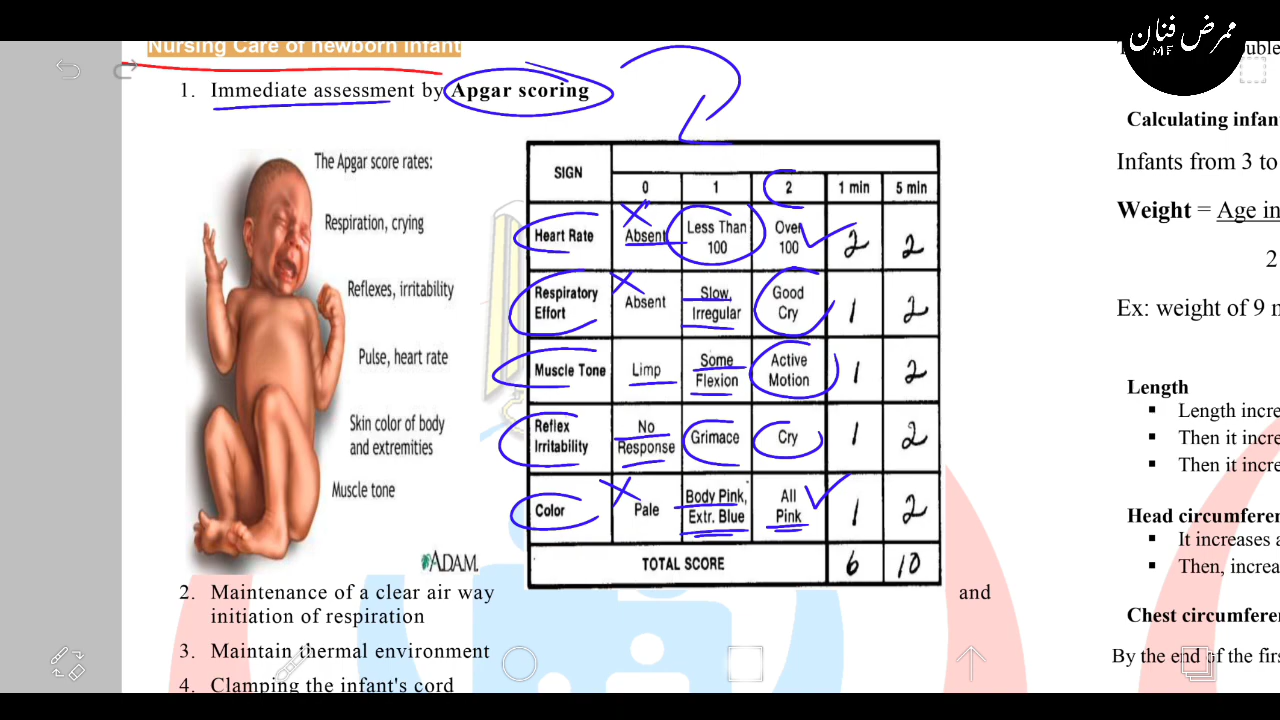 ممرض فنان
MF
Nursing Care of newborn infant
1. Immediate assessment by Apgar scoring
The Apgar score rates:
Respiration, crying
Reflexes, irritability
Pulse, heart rate
Skin color of body
and extremities
Muscle tone
ADAM.
SIGN
0 1 2 1 min 5 min
Heart Rate Absent Less Than 100 Over 100 2 2
Respiratory Effort Absent Slow, Irregular Good Cry 1 2
Muscle Tone Limp Some Flexion Active Motion 1 2
Reflex Irritability No Response Grimace Cry 1 2
Color Pale Body Pink, Extr. Blue All Pink 1 2
TOTAL SCORE 6 10
2. Maintenance of a clear air way and
initiation of respiration
3. Maintain thermal environment
4. Clamping the infant's cord
Calculating infan
Infants from 3 to
Weight = Age in
2
Ex: weight of 9 m
Length
▪ Length incre
▪ Then it incre
▪ Then it incre
Head circumferen
▪ It increases a
▪ Then, increa
Chest circumferen
By the end of the firs